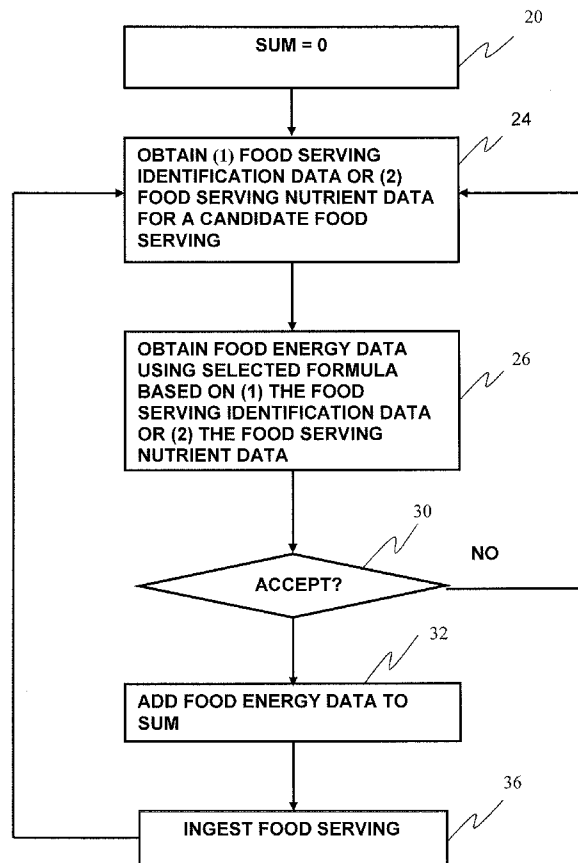 20
SUM = 0
24
OBTAIN (1) FOOD SERVING
IDENTIFICATION DATA OR (2)
FOOD SERVING NUTRIENT DATA
FOR A CANDIDATE FOOD
SERVING
26
OBTAIN FOOD ENERGY DATA
USING SELECTED FORMULA
BASED ON (1) THE FOOD
SERVING IDENTIFICATION DATA
OR (2) THE FOOD SERVING
NUTRIENT DATA
30
NO
ACCEPT?
32
ADD FOOD ENERGY DATA TO
SUM
36
INGEST FOOD SERVING